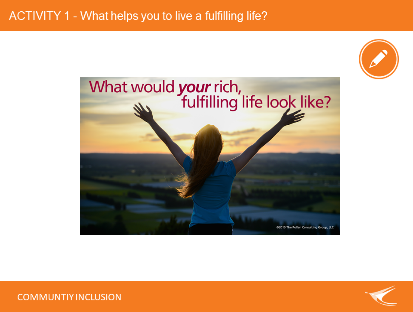 ACTIVITY 1 - What helps you to live a fulfilling life?
What would your rich,
fulfilling life look like?
COMMUNTIY INCLUSION